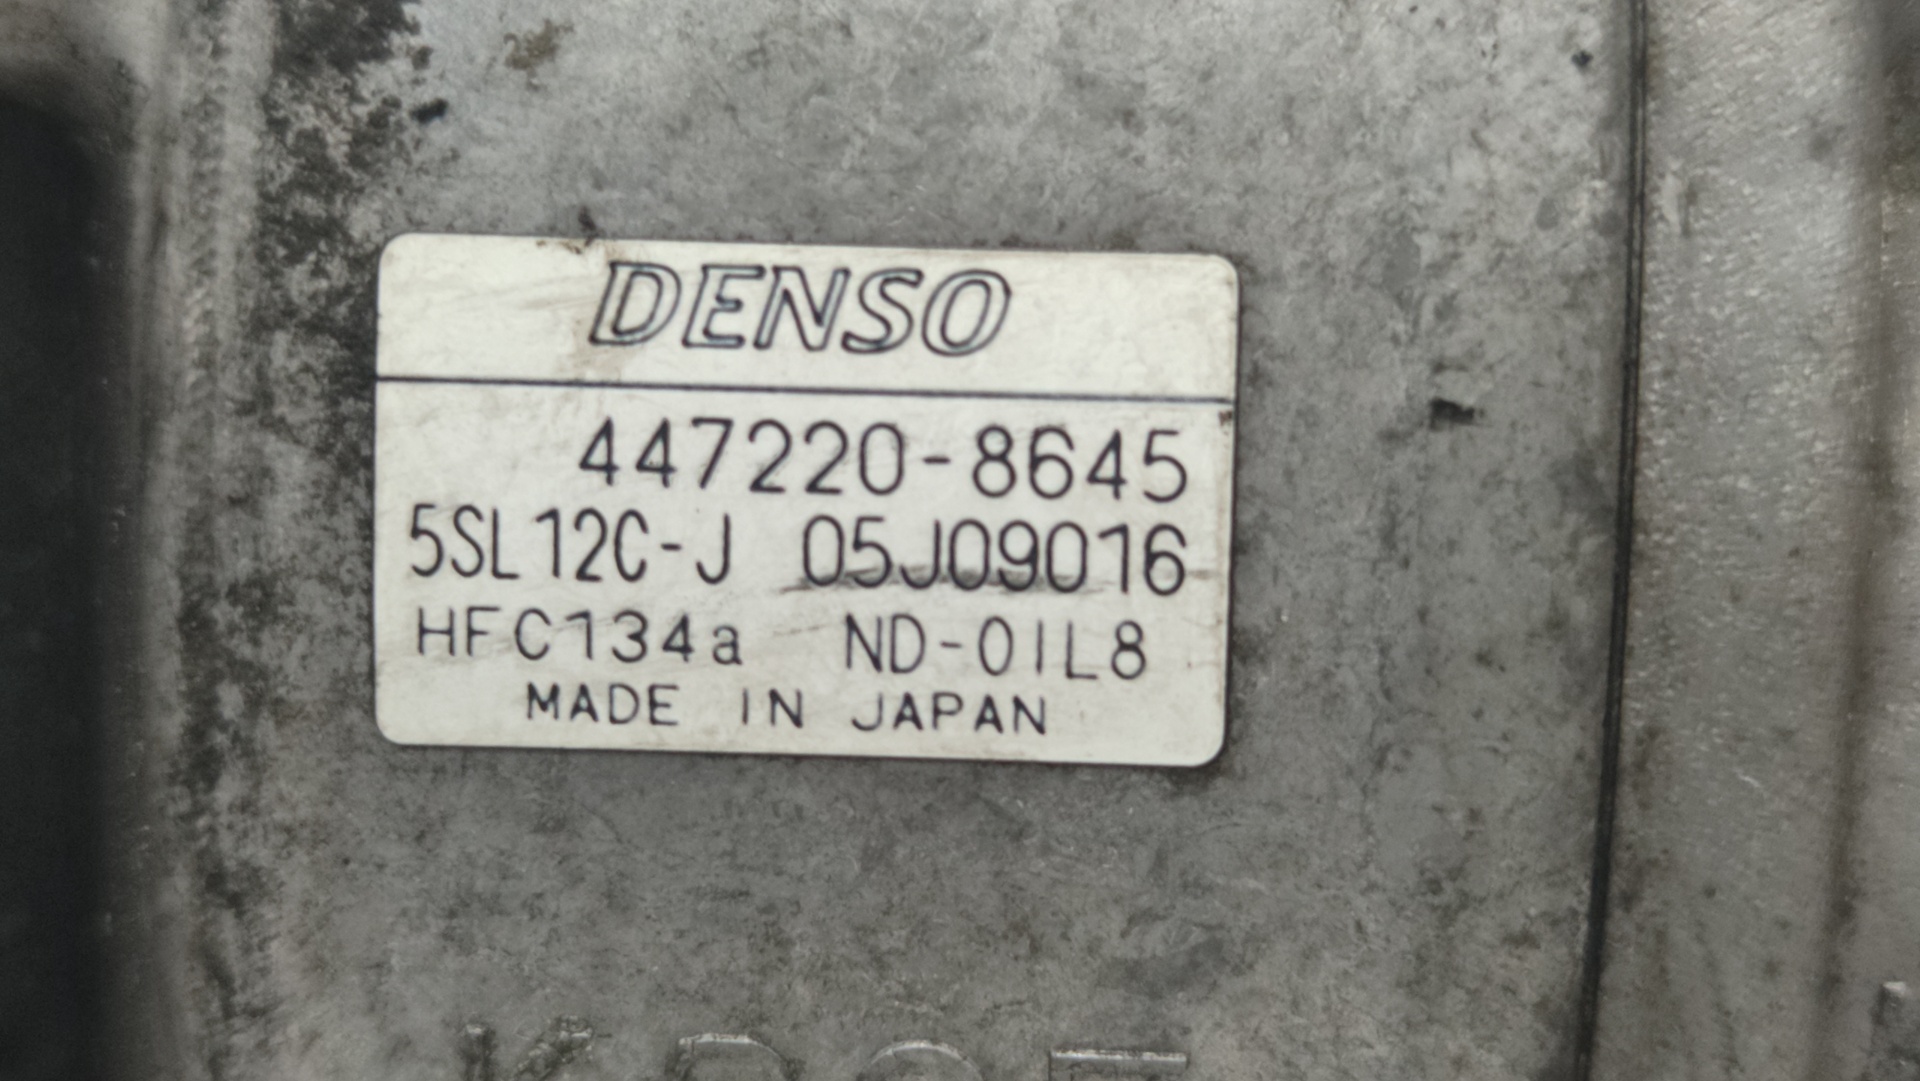 DENSO
447220-8645
5SL12C-J 05J09016
HFC134a ND-OIL8
MADE IN JAPAN